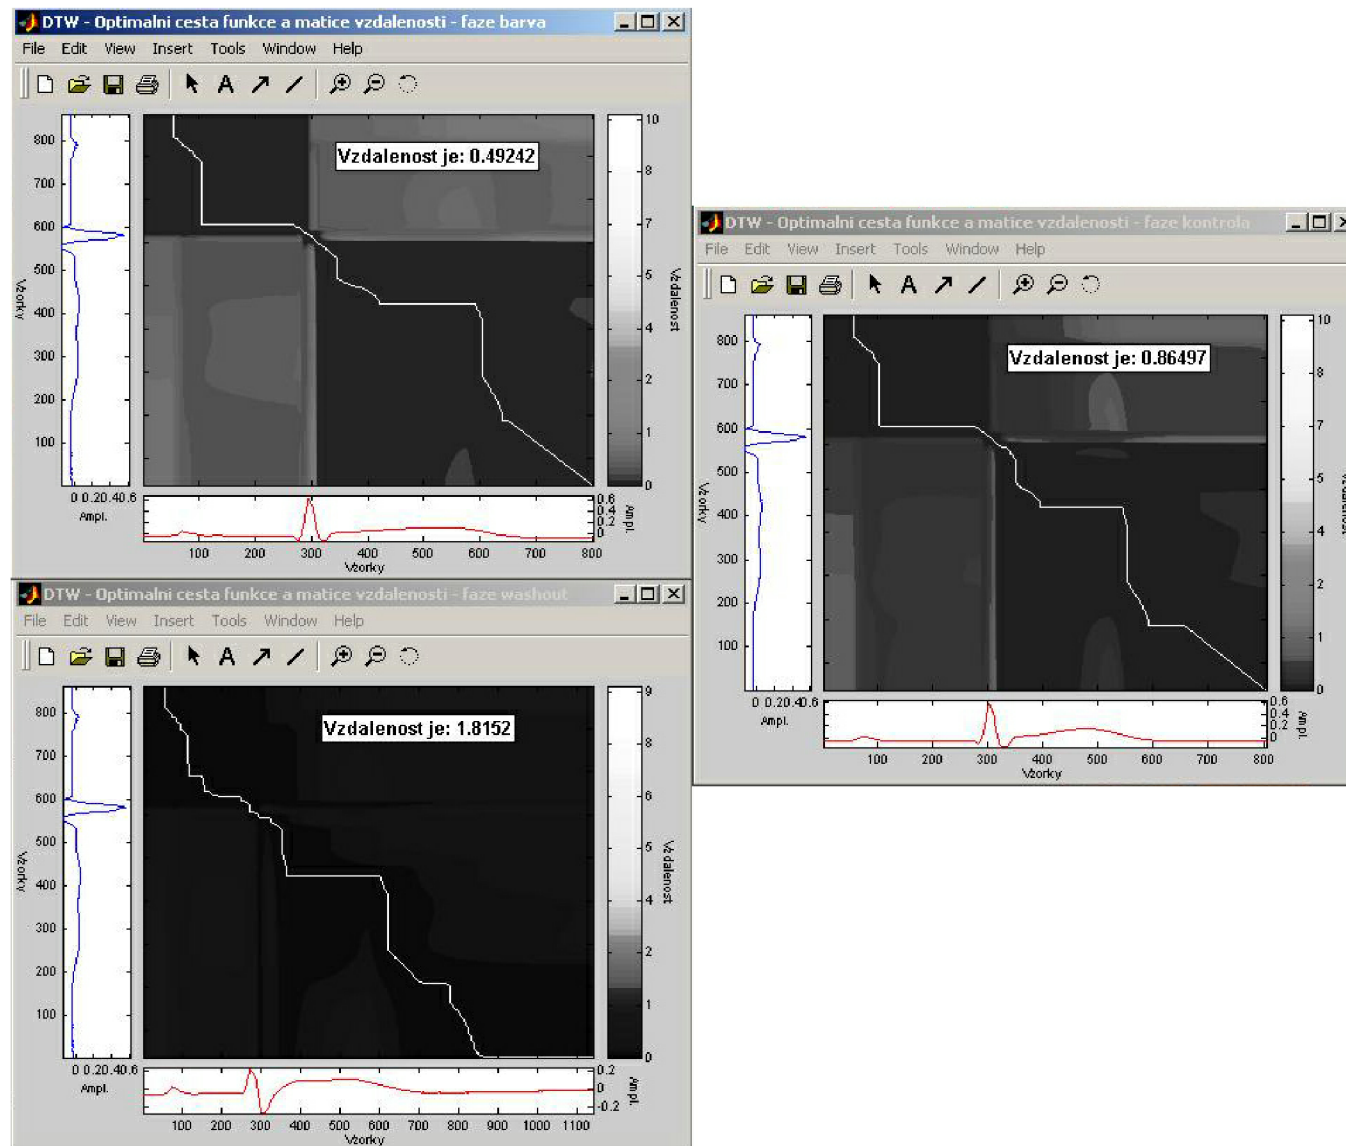 DTW - Optimalni cesta funkce a matice vzdalenosti - faze barva
File Edit View Insert Tools Window Help
Vzdalenost je: 0.49242
800
700
600
500
400
300
200
100
Vzorky
0 0.20.40.6
Ampl.
10
8
7
5
4
2
1
0
Vzdalenost
0.6
0.4
0.2
0
Ampl.
100 200 300 400 500 600 700 800
Vzorky
DTW - Optimalni cesta funkce a matice vzdalenosti - faze kontrola
File Edit View Insert Tools Window Help
Vzdalenost je: 0.86497
800
700
600
500
400
300
200
100
Vzorky
0 0.20.40.6
Ampl.
10
8
7
5
4
2
1
0
Vzdalenost
0.6
0.4
0.2
0
Ampl.
100 200 300 400 500 600 700 800
Vzorky
DTW - Optimalni cesta funkce a matice vzdalenosti - faze washout
File Edit View Insert Tools Window Help
Vzdalenost je: 1.8152
800
700
600
500
400
300
200
100
Vzorky
0 0.20.40.6
Ampl.
9
8
6
5
4
2
1
0
Vzdalenost
0.2
0
-0.2
Ampl.
100 200 300 400 500 600 700 800 900 1000 1100
Vzorky